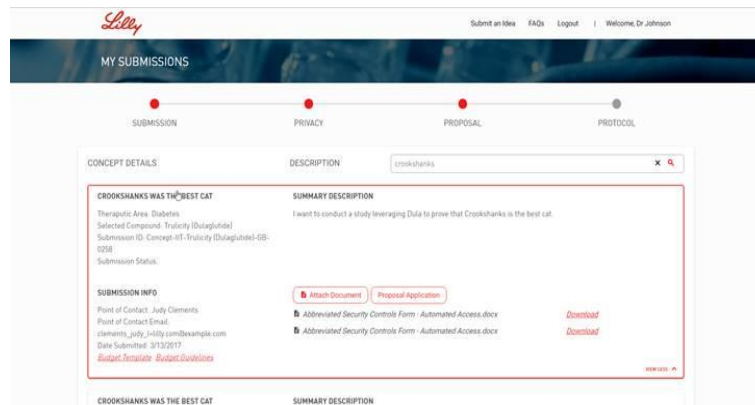 Lilly
Submit an Idea FAQs Logout | Welcome, Dr Johnson
MY SUBMISSIONS
SUBMISSION PRIVACY PROPOSAL PROTOCOL
CONCEPT DETAILS DESCRIPTION crookshanks
CROOKSHANKS WAS THE BEST CAT SUMMARY DESCRIPTION
Theraputic Area: Diabetes I want to conduct a study leveraging Dula to prove that Crookshanks is the best cat.
Selected Compound: Trulicity (Dulaglutide)
Submission ID: Concept-IIT-Trulicity (Dulaglutide)-GB-
0258
Submission Status:
SUBMISSION INFO Attach Document Proposal Application
Point of Contact: Judy Clements Abbreviated Security Controls Form - Automated Access.docx Download
Point of Contact Email:
clements_judy_l=lilly.com@example.com Abbreviated Security Controls Form - Automated Access.docx Download
Date Submitted: 3/13/2017
Budget Template Budget Guidelines
VIEW LESS
CROOKSHANKS WAS THE BEST CAT SUMMARY DESCRIPTION